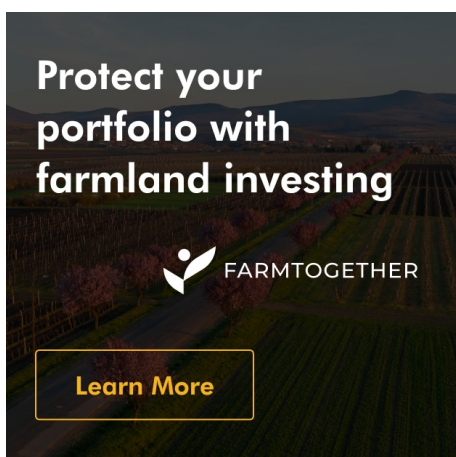 Protect your
portfolio with
farmland investing
FARMTOGETHER
Learn More